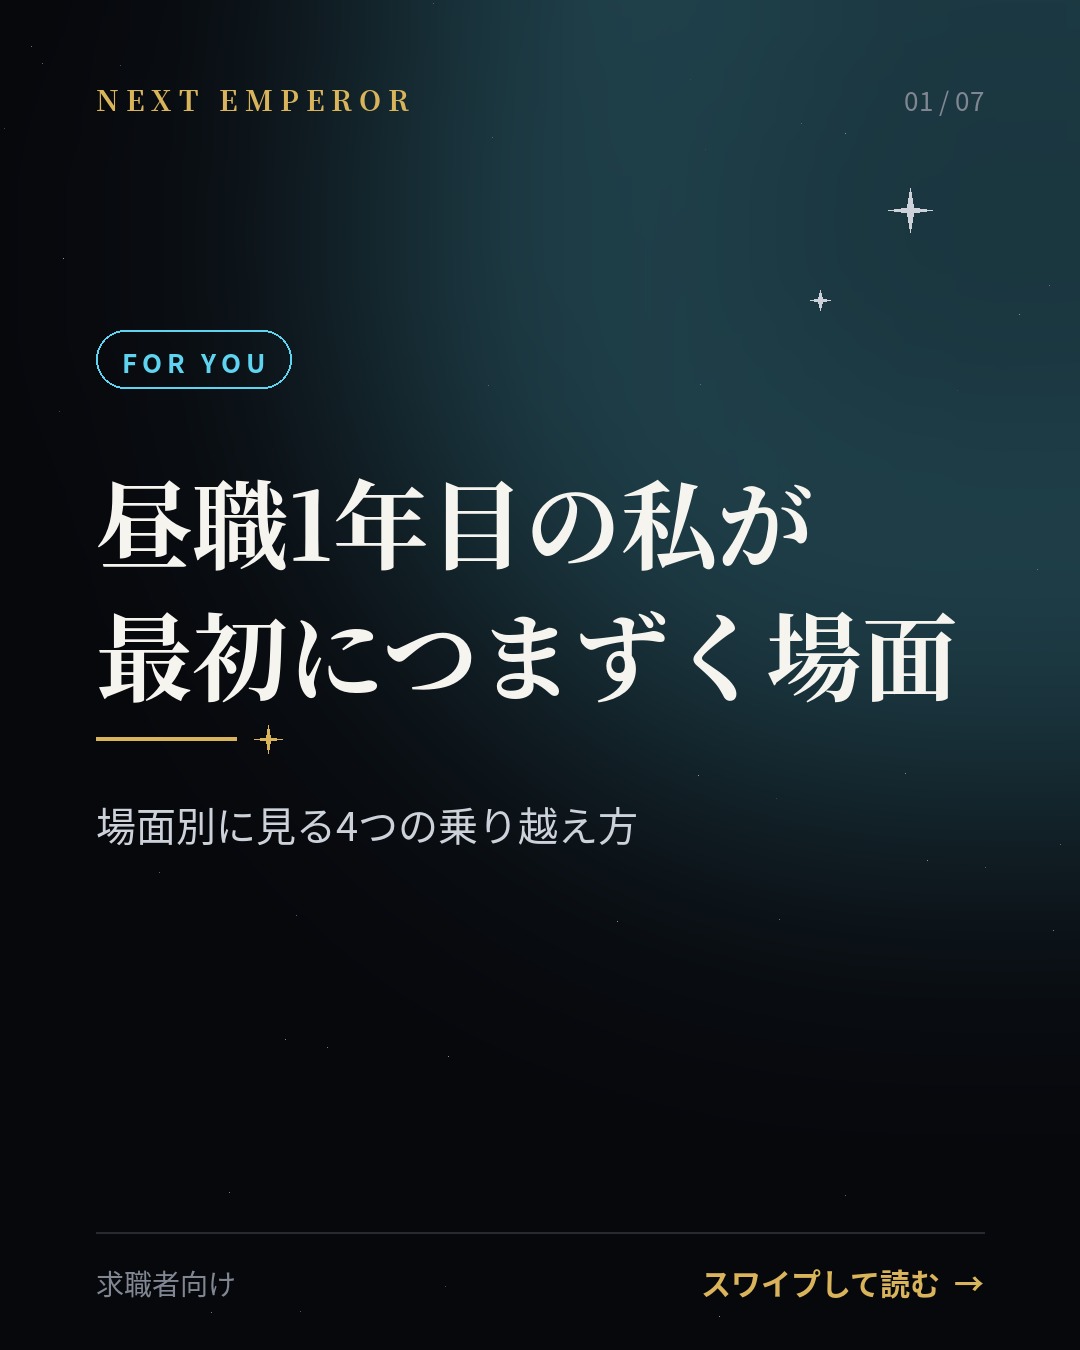 NEXT EMPEROR
01 / 07
FOR YOU
昼職1年目の私が
最初につまずく場面
場面別に見る4つの乗り越え方
求職者向け
スワイプして読む →